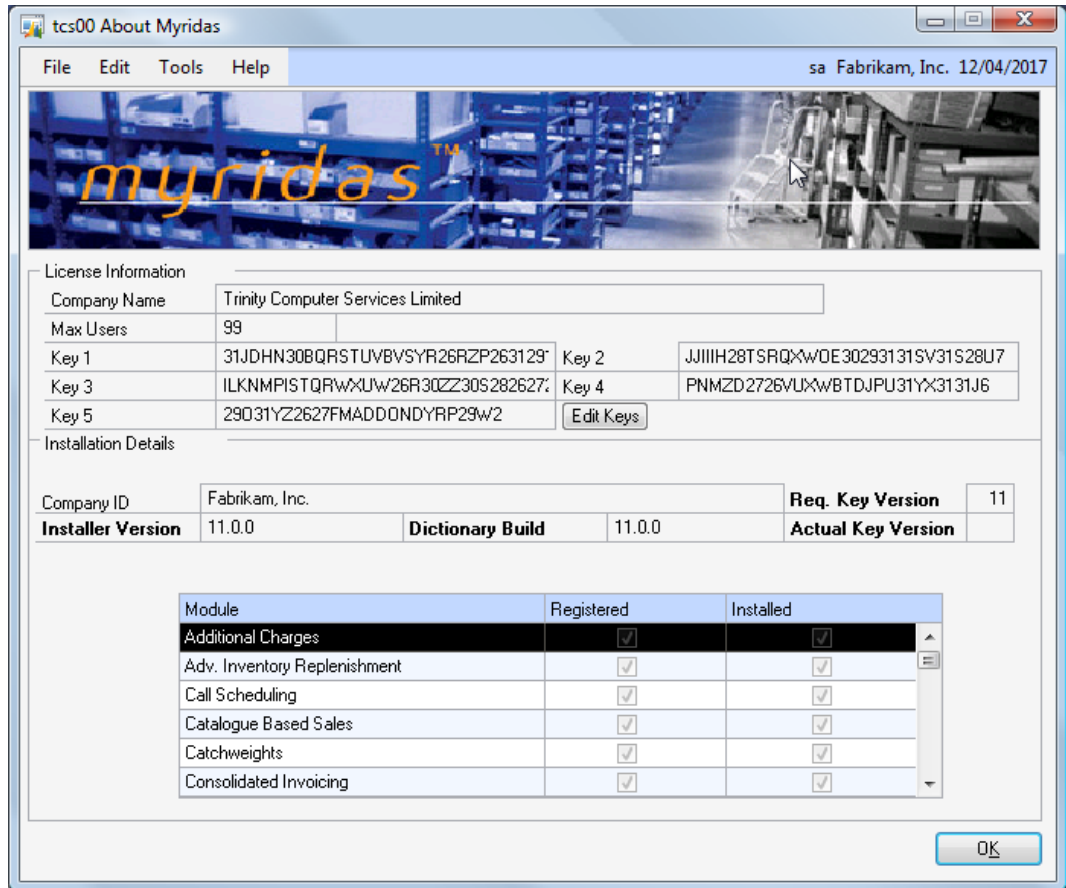 tcs00 About Myridas
File Edit Tools Help sa Fabrikam, Inc. 12/04/2017
myridas™
License Information
Company Name Trinity Computer Services Limited
Max Users 99
Key 1 31JDHN30BQRSTUVBVSYR26RZP263129 Key 2 JJIIIH28TSRQXWOE30293131SV31S28U7
Key 3 ILKNMPISTQRWXUW26R30ZZ30S282627 Key 4 PNMZD2726VUXWBTDJPU31YX3131J6
Key 5 29O31YZ2627FMADDONDYRP29W2 Edit Keys
Installation Details
Company ID Fabrikam, Inc. Req. Key Version 11
Installer Version 11.0.0 Dictionary Build 11.0.0 Actual Key Version
Module Registered Installed
Additional Charges
Adv. Inventory Replenishment
Call Scheduling
Catalogue Based Sales
Catchweights
Consolidated Invoicing
OK